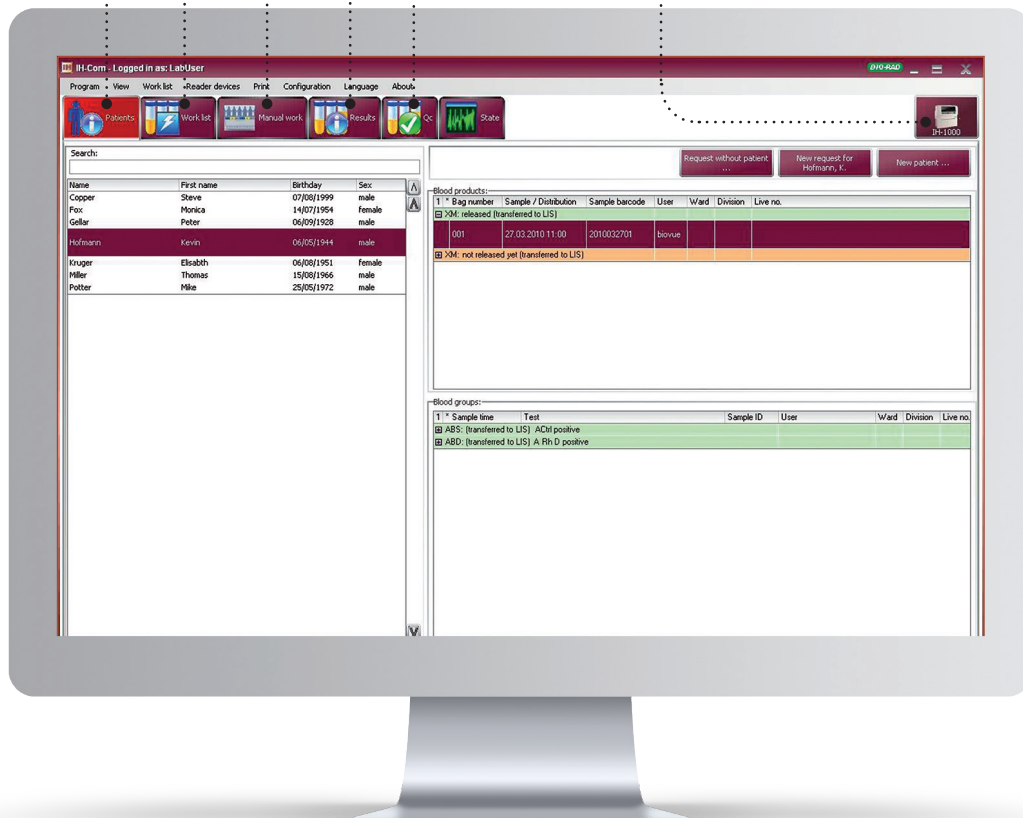 IH-Com - Logged in as: LabUser
BIO-RAD
Program View Work list Reader devices Print Configuration Language About
Patients Work list Manual work Results Qc State IH-1000
Search:
Request without patient ... New request for Hofmann, K. New patient ...
Name First name Birthday Sex
Copper Steve 07/08/1999 male
Fox Monica 14/07/1954 female
Gellar Peter 06/09/1928 male
Hofmann Kevin 06/05/1944 male
Kruger Elisabth 06/08/1951 female
Miller Thomas 15/08/1966 male
Potter Mike 25/05/1972 male
Blood products:
1 * Bag number Sample / Distribution Sample barcode User Ward Division Live no.
XM: released (transferred to LIS)
001 27.03.2010 11:00 2010032701 biovue
XM: not released yet (transferred to LIS)
Blood groups:
1 * Sample time Test Sample ID User Ward Division Live no.
ABS: (transferred to LIS) ACtrl positive
ABD: (transferred to LIS) A Rh D positive